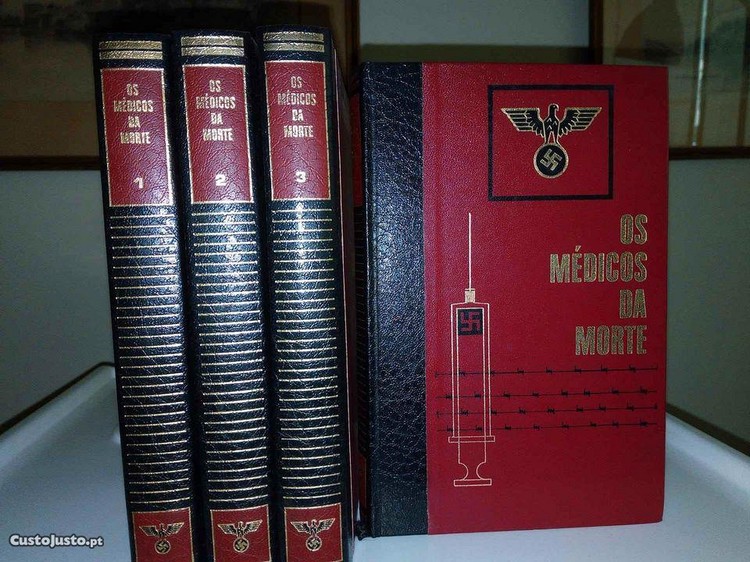 OS
MÉDICOS
DA
MORTE
1
OS
MÉDICOS
DA
MORTE
2
OS
MÉDICOS
DA
MORTE
3
OS
MÉDICOS
DA
MORTE
CustoJusto.pt